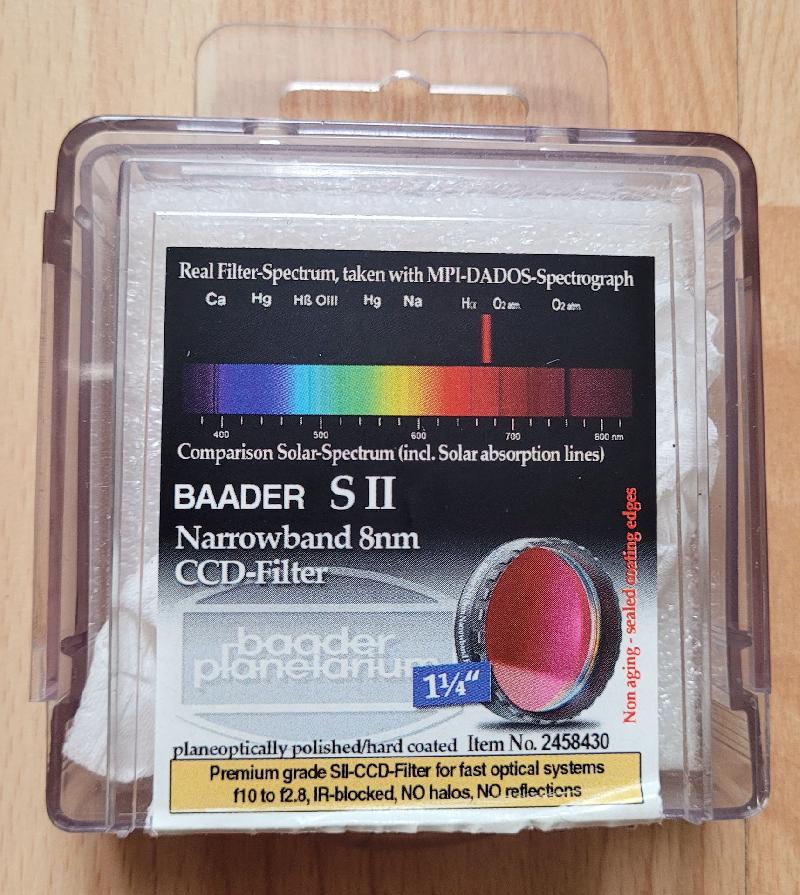 Real Filter-Spectrum, taken with MPI-DADOS-Spectrograph
Ca Hg Hß OIII Hg Na Hα O2 atm. O2 atm.
400 500 600 700 800 nm
Comparison Solar-Spectrum (incl. Solar absorption lines)
BAADER S II
Narrowband 8nm
CCD-Filter
baader
planetarium
1¼“
Non aging - sealed coating edges
planeoptically polished/hard coated Item No. 2458430
Premium grade SII-CCD-Filter for fast optical systems
f10 to f2.8, IR-blocked, NO halos, NO reflections